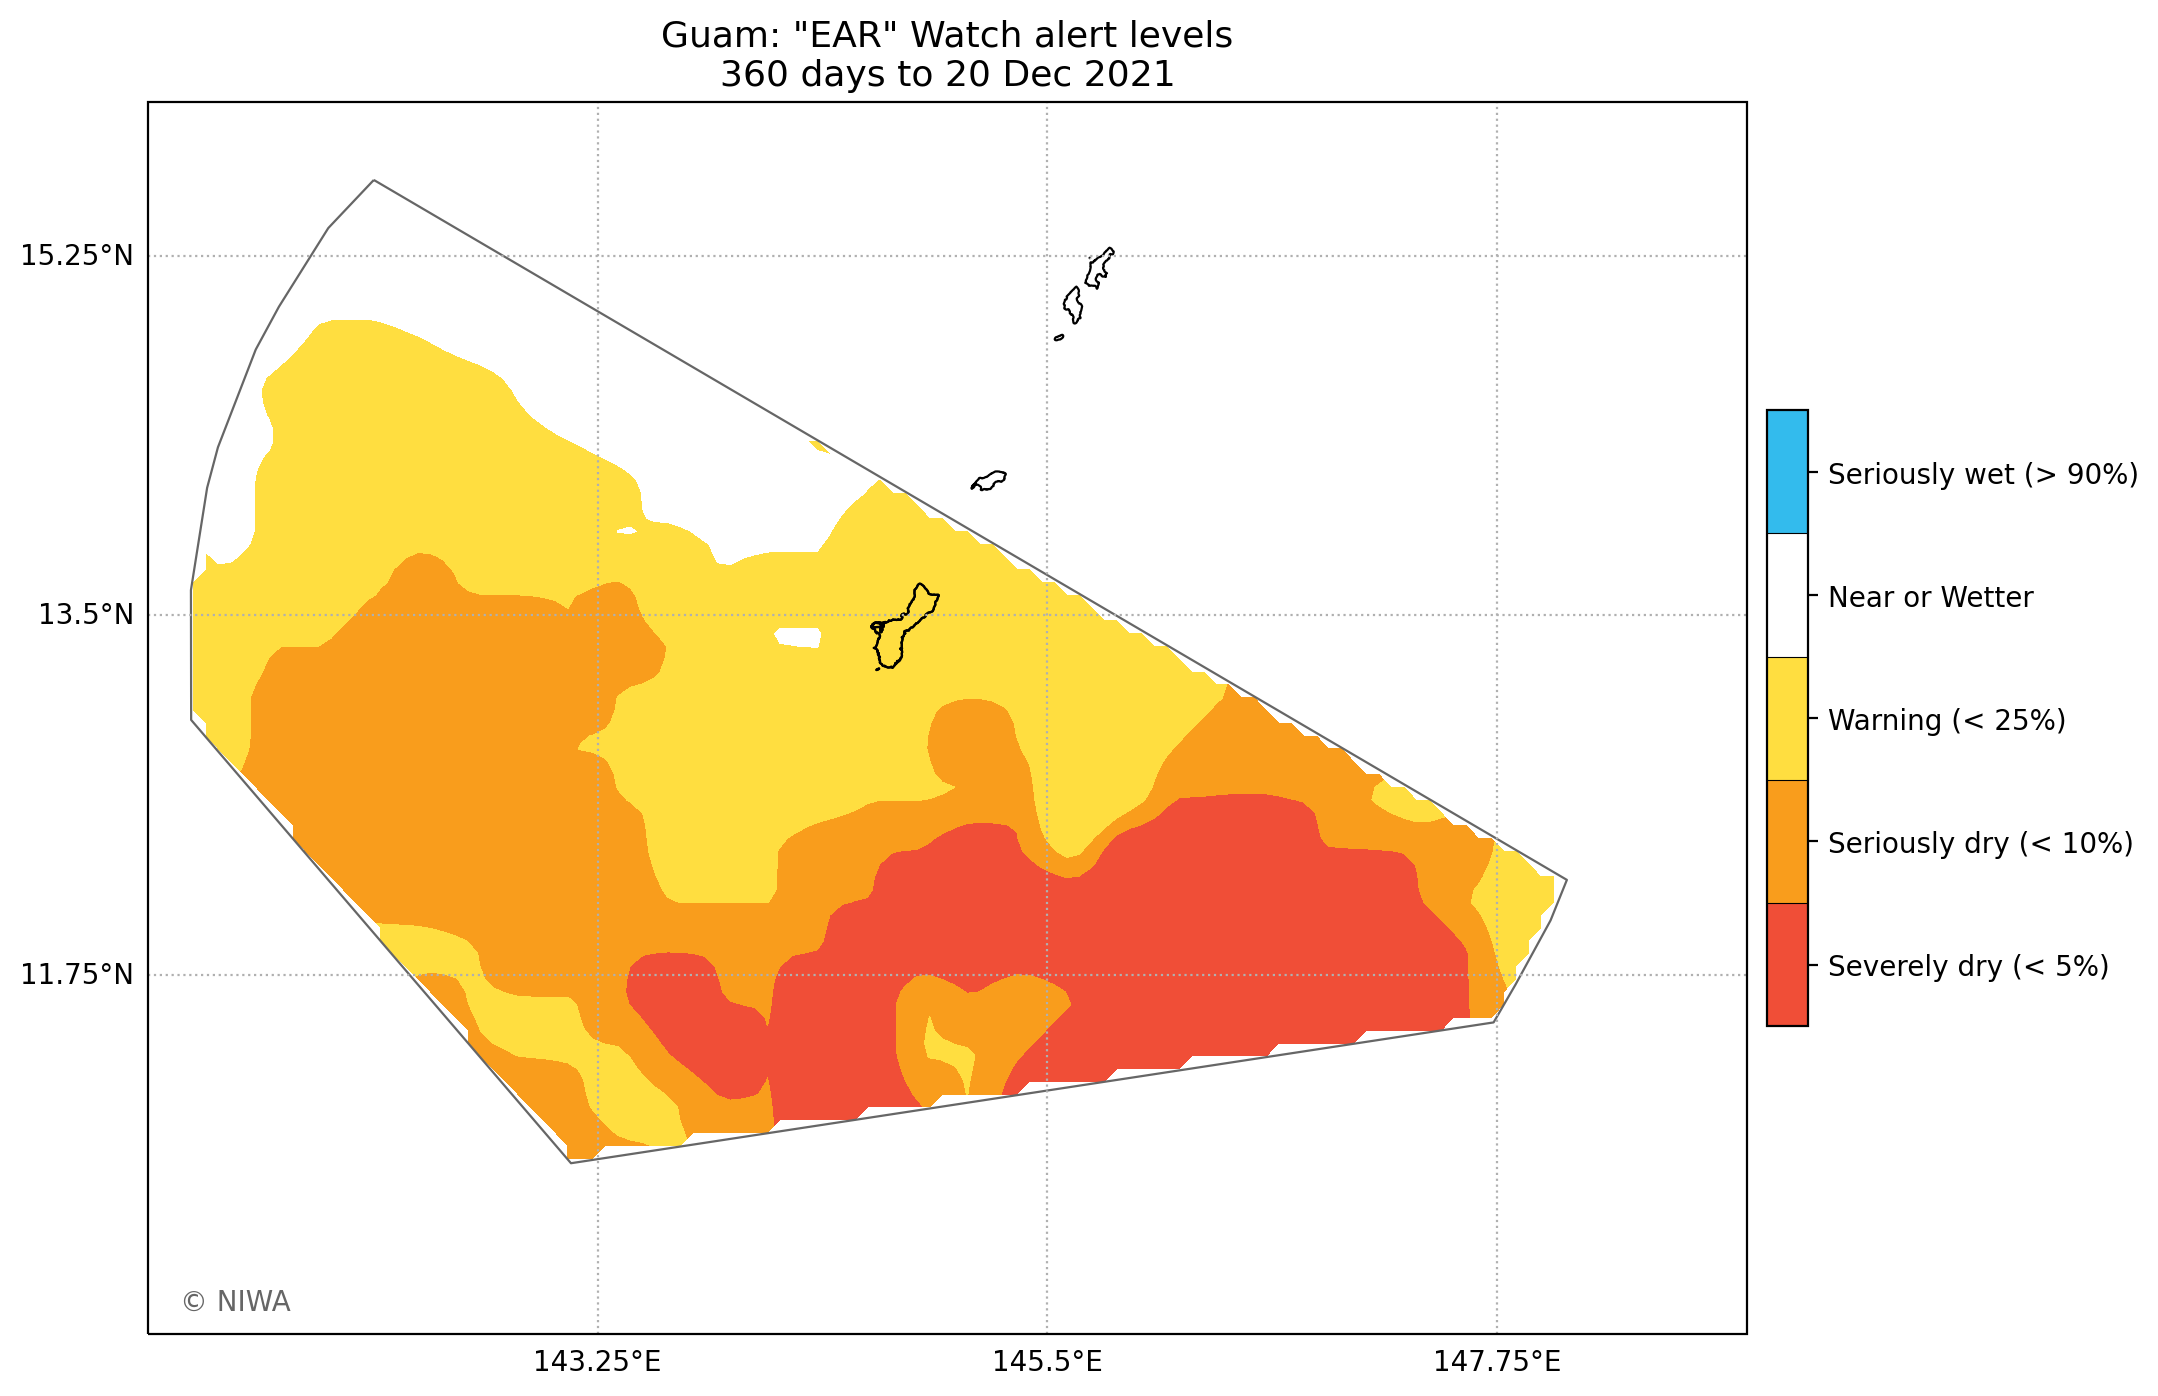 Guam: "EAR" Watch alert levels
360 days to 20 Dec 2021
15.25°N
13.5°N
11.75°N
143.25°E
145.5°E
147.75°E
Seriously wet (> 90%)
Near or Wetter
Warning (< 25%)
Seriously dry (< 10%)
Severely dry (< 5%)
© NIWA